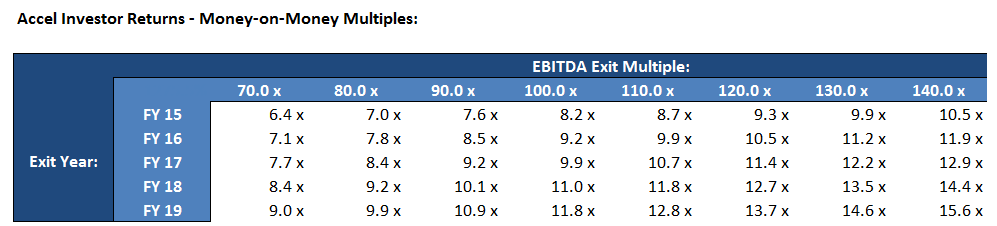 Accel Investor Returns - Money-on-Money Multiples:
EBITDA Exit Multiple:
70.0 x 80.0 x 90.0 x 100.0 x 110.0 x 120.0 x 130.0 x 140.0 x
FY 15 6.4 x 7.0 x 7.6 x 8.2 x 8.7 x 9.3 x 9.9 x 10.5 x
FY 16 7.1 x 7.8 x 8.5 x 9.2 x 9.9 x 10.5 x 11.2 x 11.9 x
Exit Year: FY 17 7.7 x 8.4 x 9.2 x 9.9 x 10.7 x 11.4 x 12.2 x 12.9 x
FY 18 8.4 x 9.2 x 10.1 x 11.0 x 11.8 x 12.7 x 13.5 x 14.4 x
FY 19 9.0 x 9.9 x 10.9 x 11.8 x 12.8 x 13.7 x 14.6 x 15.6 x